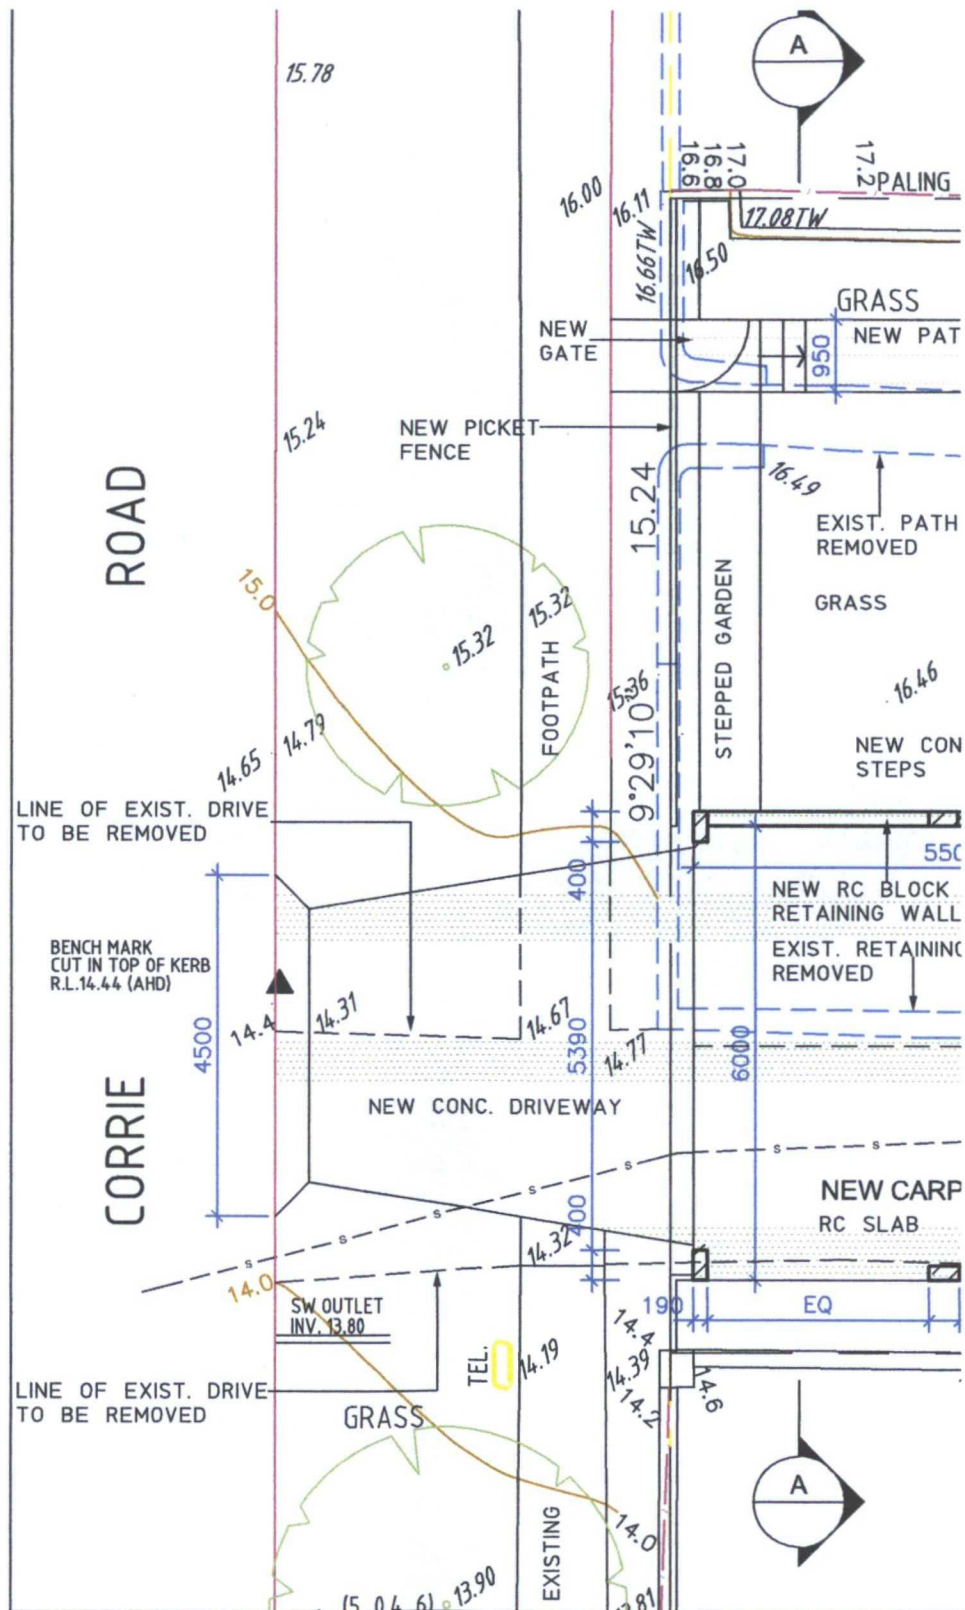 A
15.78
16.6
16.8
17.0
17.2
PALING
16.00
16.11
17.08TW
16.66TW
16.50
GRASS
NEW
GATE
NEW PAT
950
15.24
NEW PICKET
FENCE
15.24
16.49
EXIST. PATH
REMOVED
ROAD
15.0
15.32
15.32
FOOTPATH
STEPPED GARDEN
GRASS
16.46
15.36
9°29'10"
14.79
14.65
NEW CON
STEPS
LINE OF EXIST. DRIVE
TO BE REMOVED
400
550
NEW RC BLOCK
RETAINING WALL
BENCH MARK
CUT IN TOP OF KERB
R.L.14.44 (AHD)
EXIST. RETAINING
REMOVED
4500
14.4
14.31
14.67
14.77
5390
6000
CORRIE
NEW CONC. DRIVEWAY
s
s
s
s
s
NEW CARP
RC SLAB
400
14.32
14.0
SW OUTLET
INV. 13.80
190
EQ
14.4
TEL.
14.19
14.39
14.2
14.6
LINE OF EXIST. DRIVE
TO BE REMOVED
GRASS
A
EXISTING
14.0
13.90